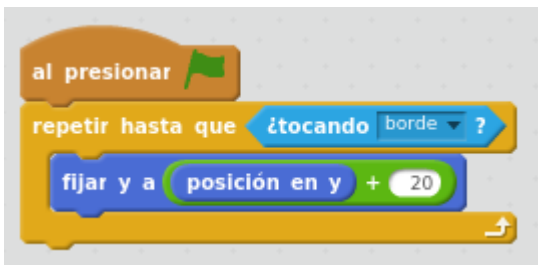 al presionar
repetir hasta que ¿tocando borde ?
fijar y a posición en y + 20